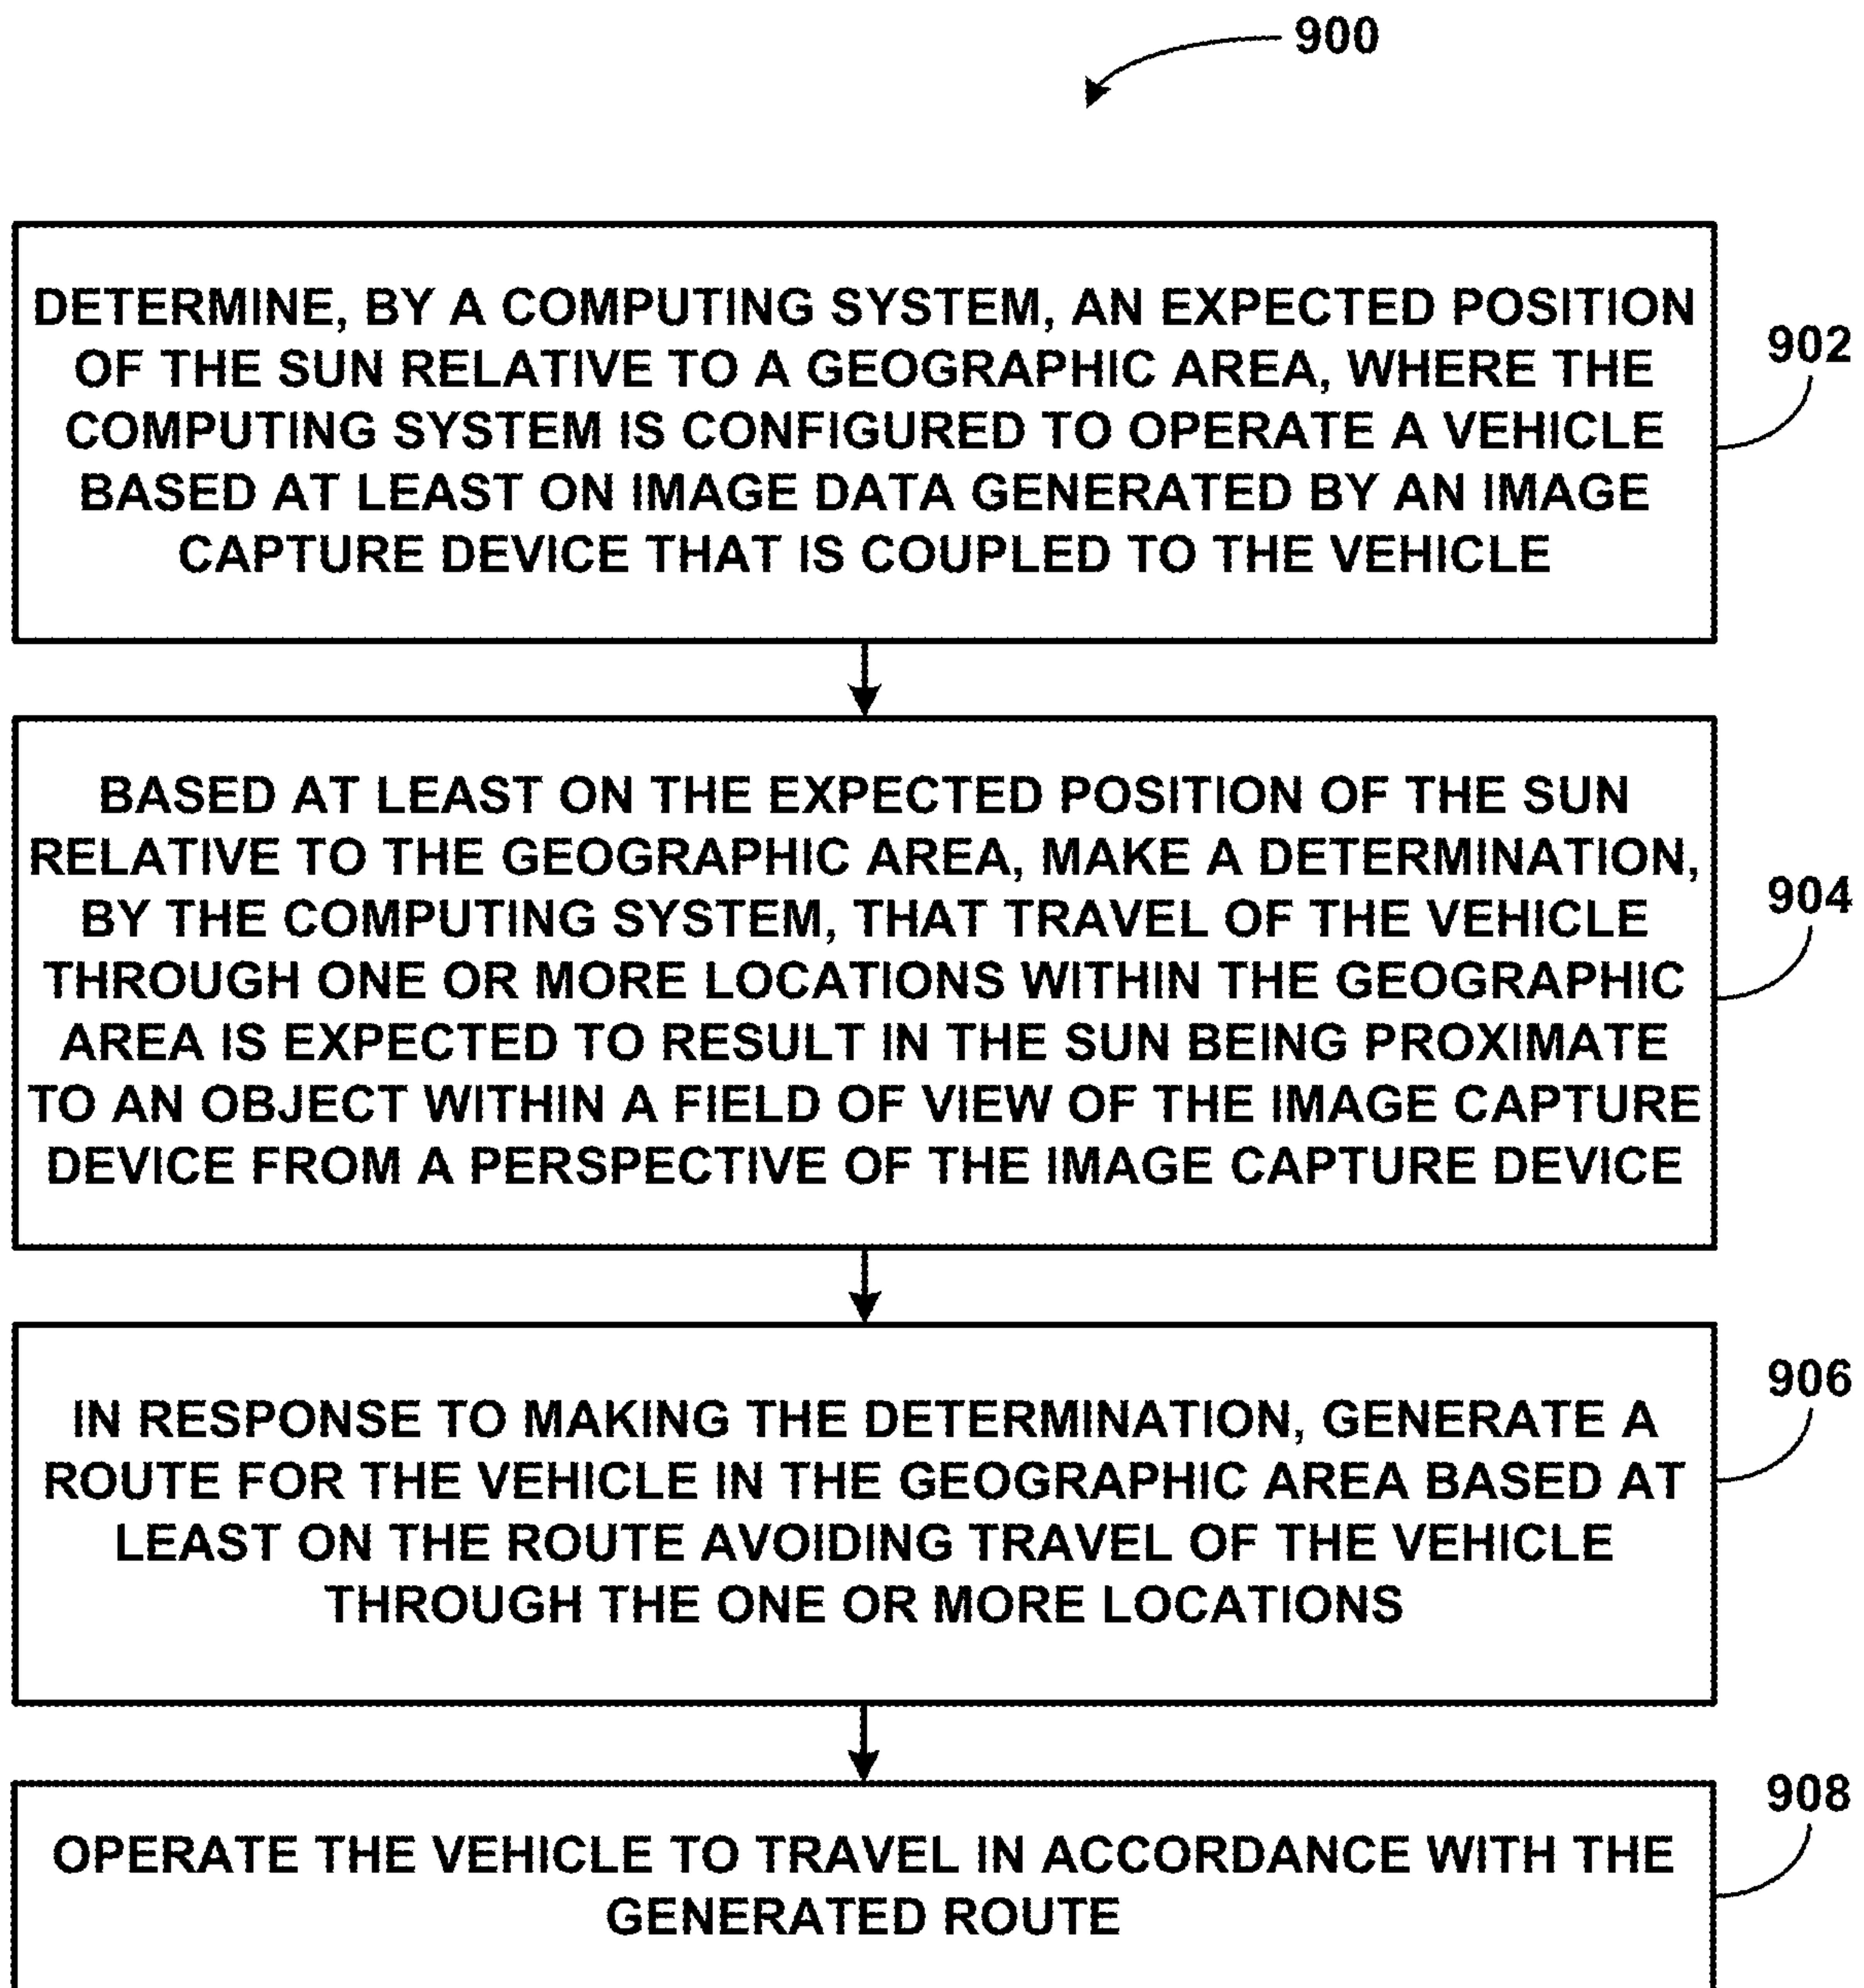 900
DETERMINE, BY A COMPUTING SYSTEM, AN EXPECTED POSITION
OF THE SUN RELATIVE TO A GEOGRAPHIC AREA, WHERE THE
COMPUTING SYSTEM IS CONFIGURED TO OPERATE A VEHICLE
BASED AT LEAST ON IMAGE DATA GENERATED BY AN IMAGE
CAPTURE DEVICE THAT IS COUPLED TO THE VEHICLE
902
BASED AT LEAST ON THE EXPECTED POSITION OF THE SUN
RELATIVE TO THE GEOGRAPHIC AREA, MAKE A DETERMINATION,
BY THE COMPUTING SYSTEM, THAT TRAVEL OF THE VEHICLE
THROUGH ONE OR MORE LOCATIONS WITHIN THE GEOGRAPHIC
AREA IS EXPECTED TO RESULT IN THE SUN BEING PROXIMATE
TO AN OBJECT WITHIN A FIELD OF VIEW OF THE IMAGE CAPTURE
DEVICE FROM A PERSPECTIVE OF THE IMAGE CAPTURE DEVICE
904
IN RESPONSE TO MAKING THE DETERMINATION, GENERATE A
ROUTE FOR THE VEHICLE IN THE GEOGRAPHIC AREA BASED AT
LEAST ON THE ROUTE AVOIDING TRAVEL OF THE VEHICLE
THROUGH THE ONE OR MORE LOCATIONS
906
OPERATE THE VEHICLE TO TRAVEL IN ACCORDANCE WITH THE
GENERATED ROUTE
908